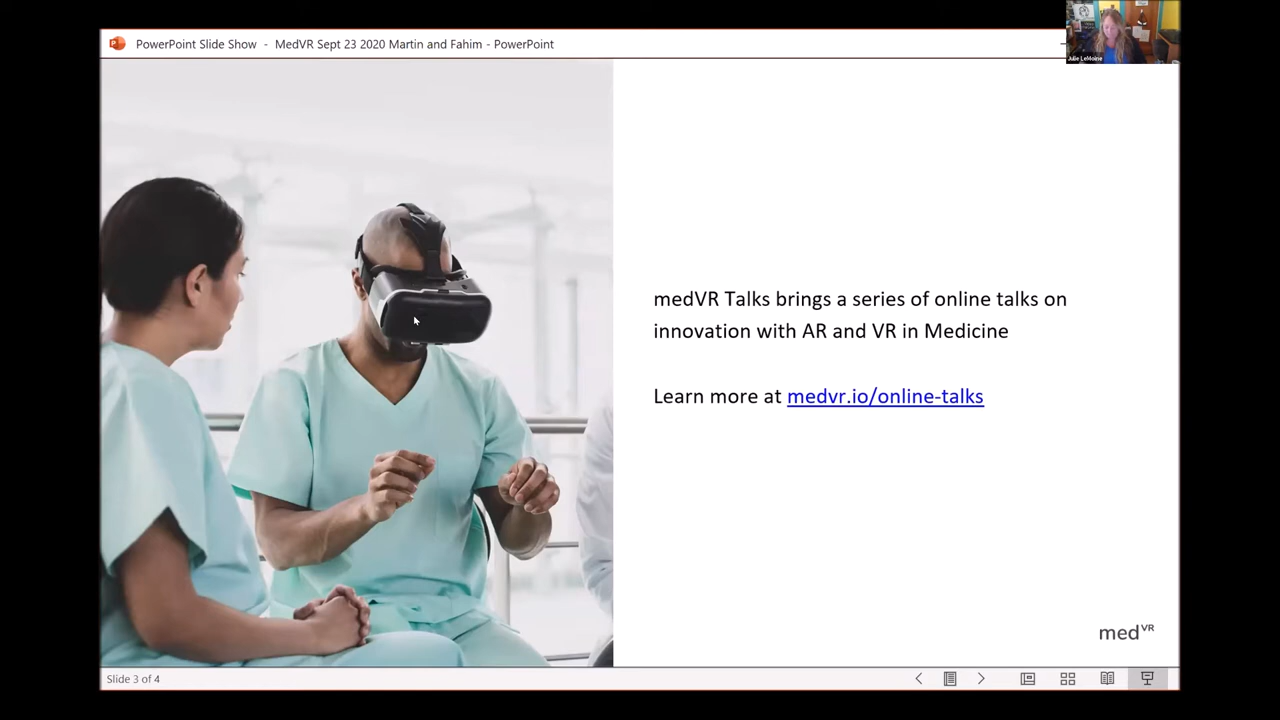 PowerPoint Slide Show - MedVR Sept 23 2020 Martin and Fahim - PowerPoint
Julie LeMoine
medVR Talks brings a series of online talks on
innovation with AR and VR in Medicine
Learn more at medvr.io/online-talks
med VR
Slide 3 of 4